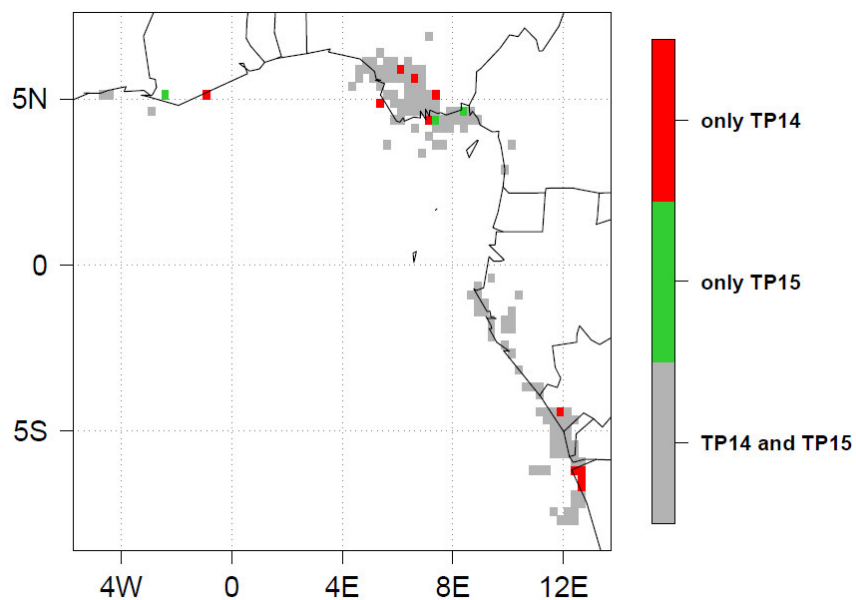 5N
0
5S
4W 0 4E 8E 12E
only TP14
only TP15
TP14 and TP15